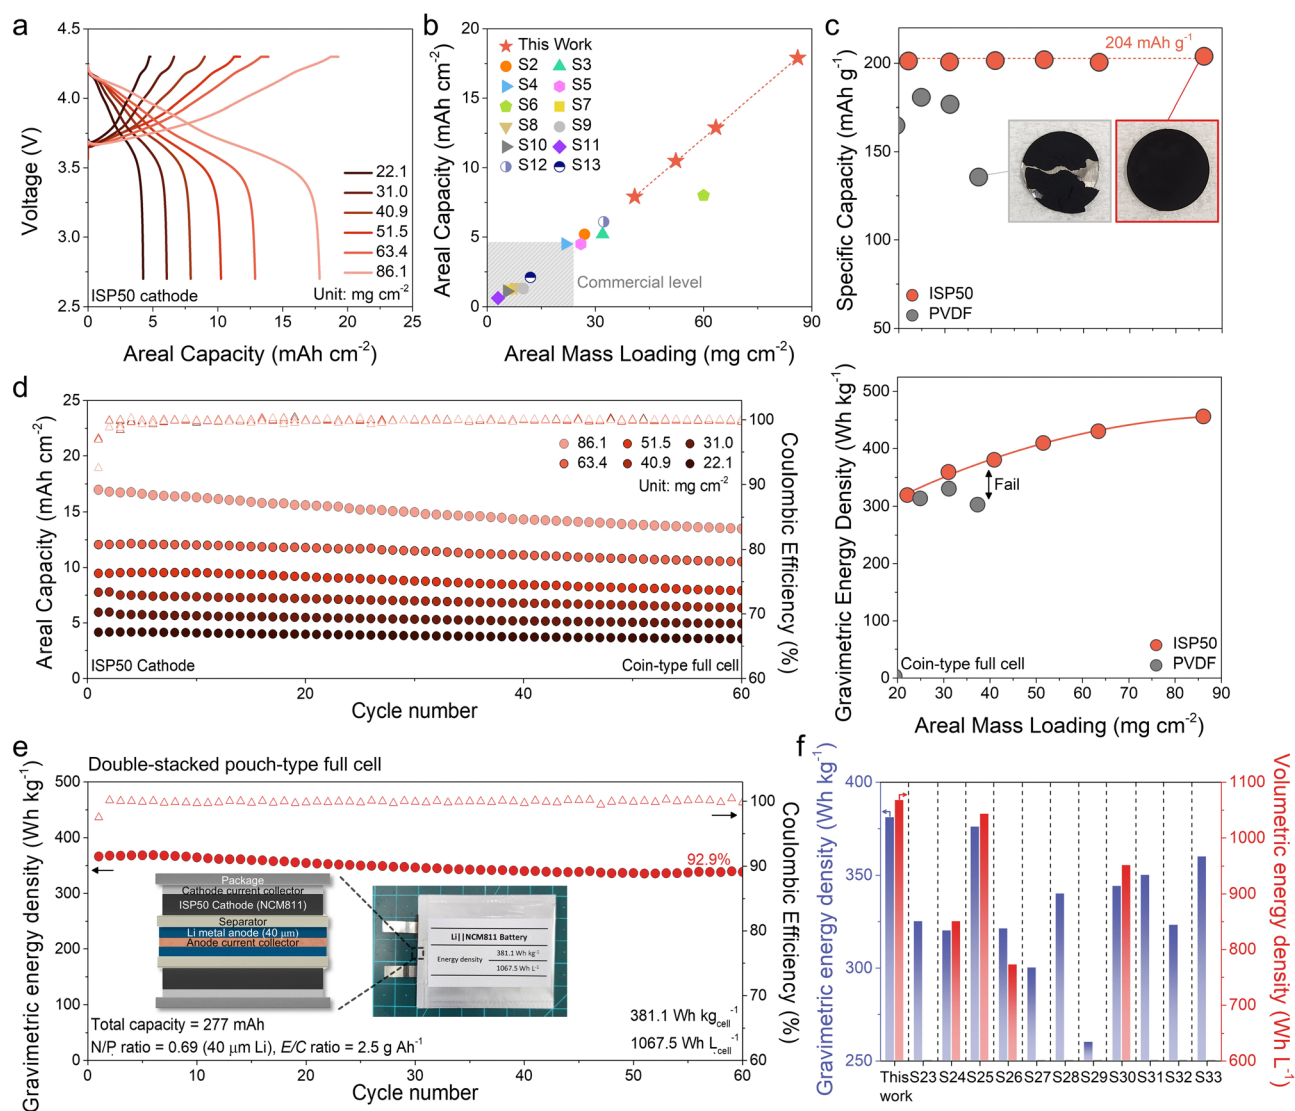 a
4.5
4.0
3.5
3.0
2.5
Voltage (V)
22.1
31.0
40.9
51.5
63.4
86.1
Unit: mg cm-2
ISP50 cathode
0 5 10 15 20 25
Areal Capacity (mAh cm-2)
b
20
15
10
5
0
Areal Capacity (mAh cm-2)
This Work
S2 S3
S4 S5
S6 S7
S8 S9
S10 S11
S12 S13
Commercial level
0 30 60 90
Areal Mass Loading (mg cm-2)
c
204 mAh g-1
200
150
100
50
Specific Capacity (mAh g-1)
ISP50
PVDF
500
400
300
200
100
0
Gravimetric Energy Density (Wh kg-1)
Fail
ISP50
PVDF
Coin-type full cell
20 30 40 50 60 70 80 90
Areal Mass Loading (mg cm-2)
d
25
20
15
10
5
0
Areal Capacity (mAh cm-2)
86.1 51.5 31.0
63.4 40.9 22.1
Unit: mg cm-2
ISP50 Cathode
Coin-type full cell
100
90
80
70
60
Coulombic Efficiency (%)
0 10 20 30 40 50 60
Cycle number
e
Double-stacked pouch-type full cell
500
450
400
350
300
250
200
150
100
50
0
Gravimetric energy density (Wh kg-1)
92.9%
Package
Cathode current collector
ISP50 Cathode (NCM811)
Separator
Li metal anode (40 μm)
Anode current collector
Li||NCM811 Battery
Energy density
381.1 Wh kg-1
1067.5 Wh L-1
Total capacity = 277 mAh
N/P ratio = 0.69 (40 μm Li), E/C ratio = 2.5 g Ah-1
381.1 Wh kgcell-1
1067.5 Wh Lcell-1
100
90
80
70
60
Coulombic Efficiency (%)
0 10 20 30 40 50 60
Cycle number
f
400
350
300
250
Gravimetric energy density (Wh kg-1)
1100
1000
900
800
700
600
Volumetric energy density (Wh L-1)
This work S23 S24 S25 S26 S27 S28 S29 S30 S31 S32 S33